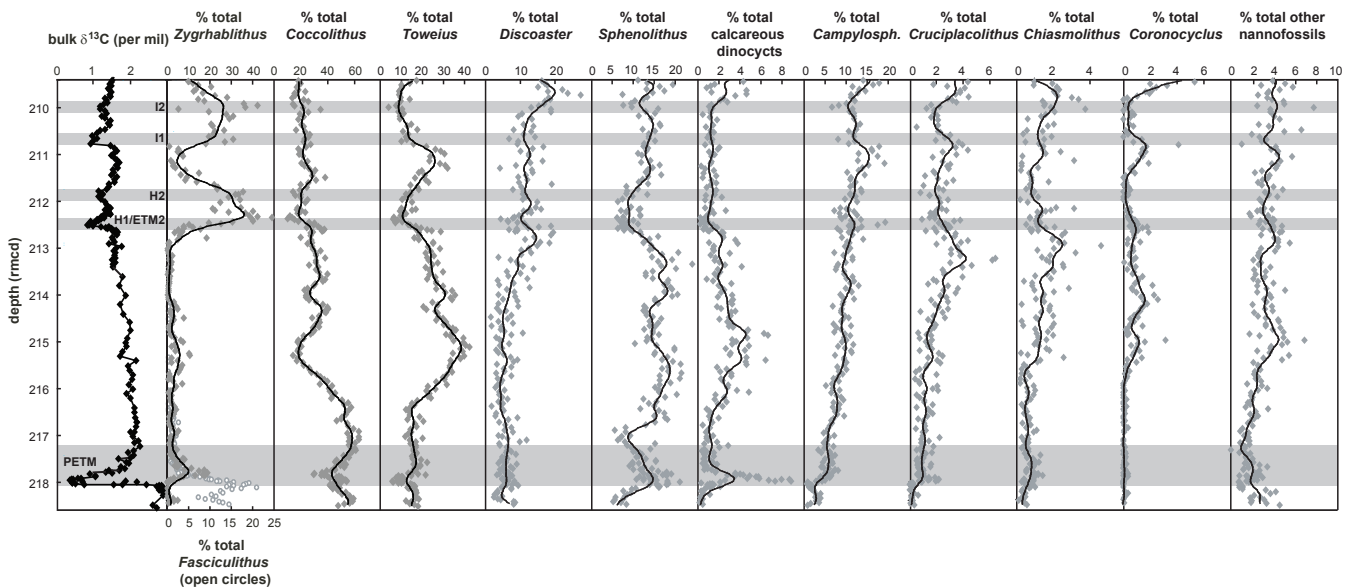 bulk δ13C (per mil)
% total
Zygrhablithus
% total
Coccolithus
% total
Toweius
% total
Discoaster
% total
Sphenolithus
% total
calcareous
dinocycts
% total
Campylosph.
% total
Cruciplacolithus
% total
Chiasmolithus
% total
Coronocyclus
% total other
nannofossils
0 1 2
0 10 20 30 40
0 20 40 60
0 10 20 30 40
0 10 20
0 5 10 15 20
0 2 4 6 8
0 5 10 15 20
0 2 4 6
0 2 4 6
0 2 4 6
0 2 4 6 8 10
depth (rmcd)
210
211
212
213
214
215
216
217
218
I2
I1
H2
H1/ETM2
PETM
0 5 10 15 20 25
% total
Fasciculithus
(open circles)